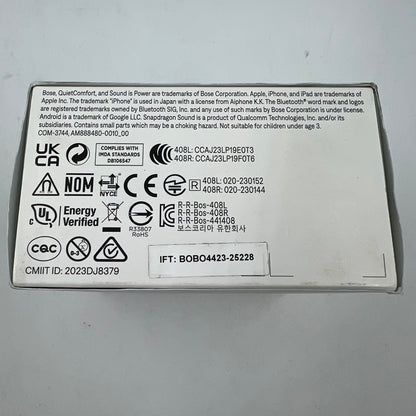 Bose, QuietComfort, and Sound is Power are trademarks of Bose Corporation. Apple, iPhone, and iPad are trademarks of
Apple Inc. The trademark "iPhone" is used in Japan with a license from Aiphone K.K. The Bluetooth® word mark and logos
are registered trademarks owned by Bluetooth SIG, Inc. and any use of such marks by Bose Corporation is under license.
Android is a trademark of Google LLC. Snapdragon Sound is a product of Qualcomm Technologies, Inc. and/or its
subsidiaries. Contains small parts which may be a choking hazard. Not suitable for children under age 3.
COM-3744, AM888480-0010_00
UK
CA
COMPLIES WITH
IMDA STANDARDS
DB106547
408L: CCAJ23LP19E0T3
408R: CCAJ23LP19F0T6
NOM
NYCE
CE
R 408L: 020-230152
408R: 020-230144
UL
Energy
Verified
R33807
RoHS
R-R-Bos-408L
R-R-Bos-408R
R-R-Bos-441408
보스코리아 유한회사
CQC
0-3
CMIIT ID: 2023DJ8379
IFT: BOBO4423-25228